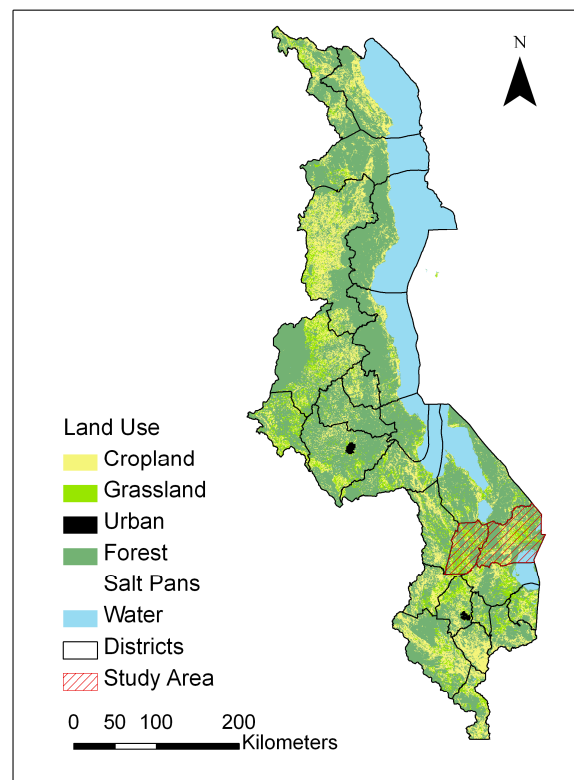 N
Land Use
Cropland
Grassland
Urban
Forest
Salt Pans
Water
Districts
Study Area
0 50 100 200
Kilometers